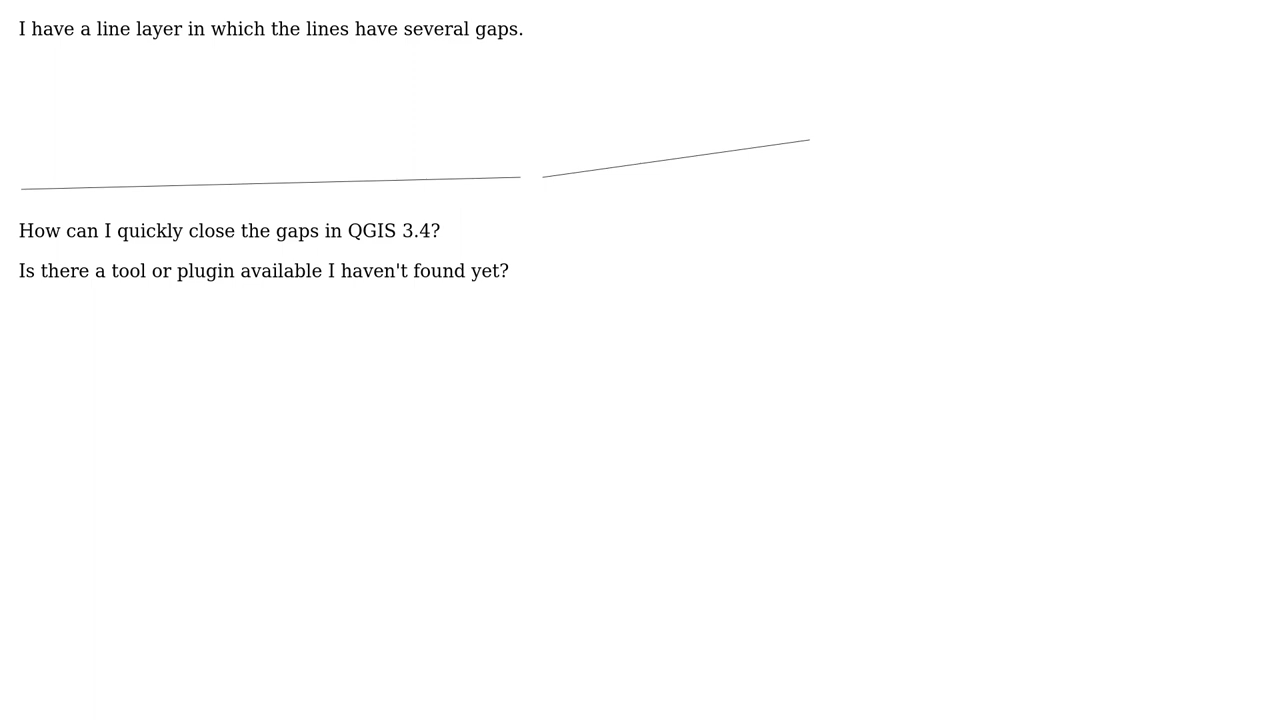 I have a line layer in which the lines have several gaps.
How can I quickly close the gaps in QGIS 3.4?
Is there a tool or plugin available I haven't found yet?